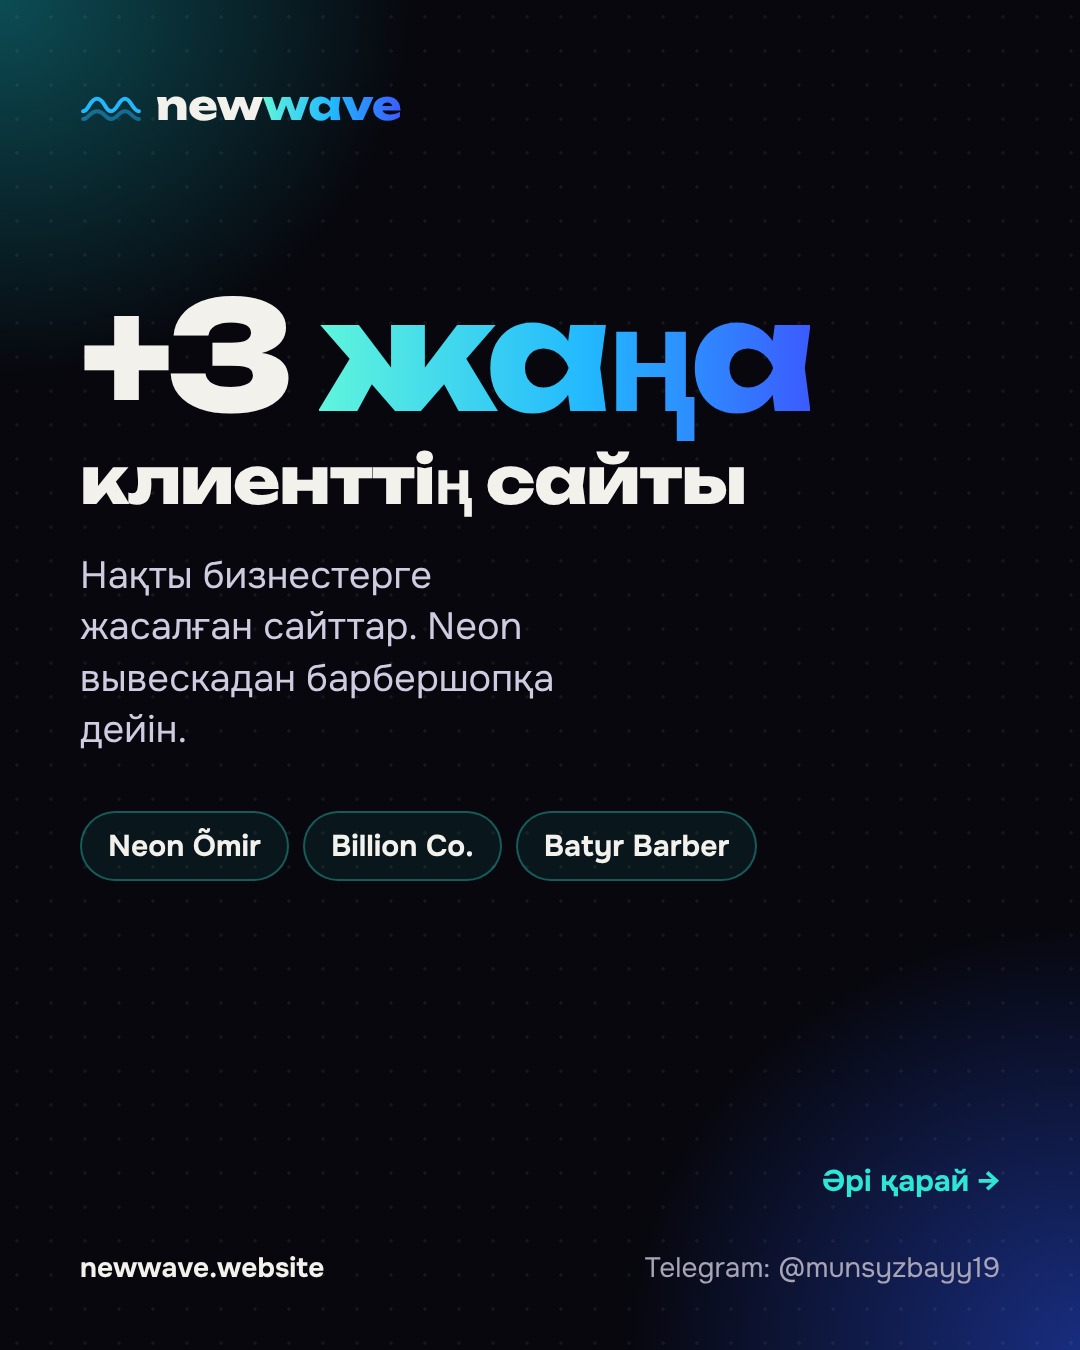 newwave
+3 жаңа
клиенттің сайты
Нақты бизнестерге
жасалған сайттар. Neon
вывескадан барбершопқа
дейін.
Neon Õmir Billion Co. Batyr Barber
Әрі қарай →
newwave.website Telegram: @munsyzbayy19